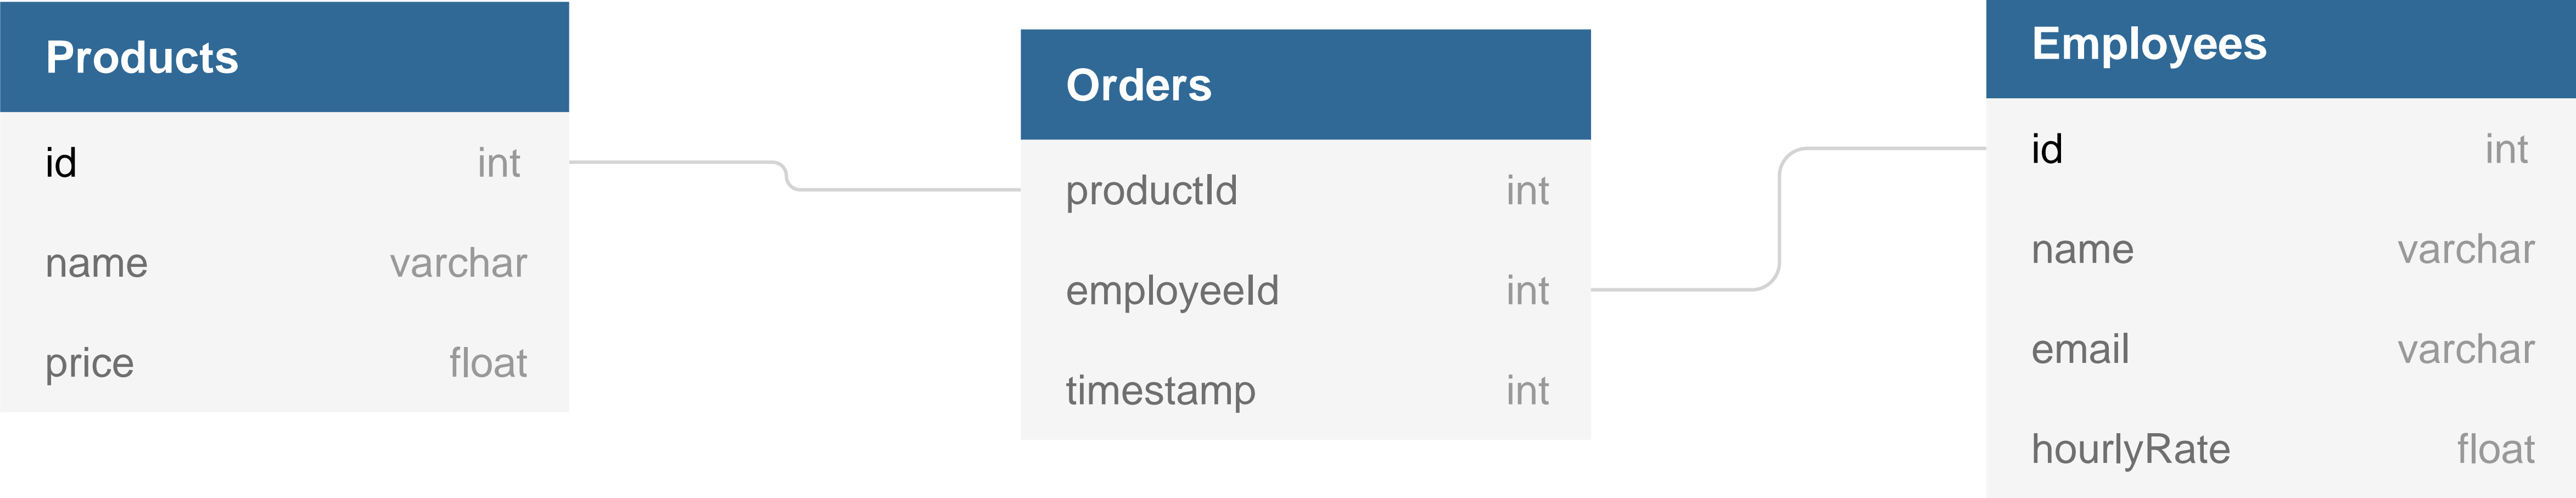 Products
id int
name varchar
price float
Orders
productId int
employeeId int
timestamp int
Employees
id int
name varchar
email varchar
hourlyRate float